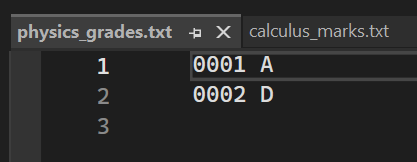 physics_grades.txt calculus_marks.txt
1 0001 A
2 0002 D
3